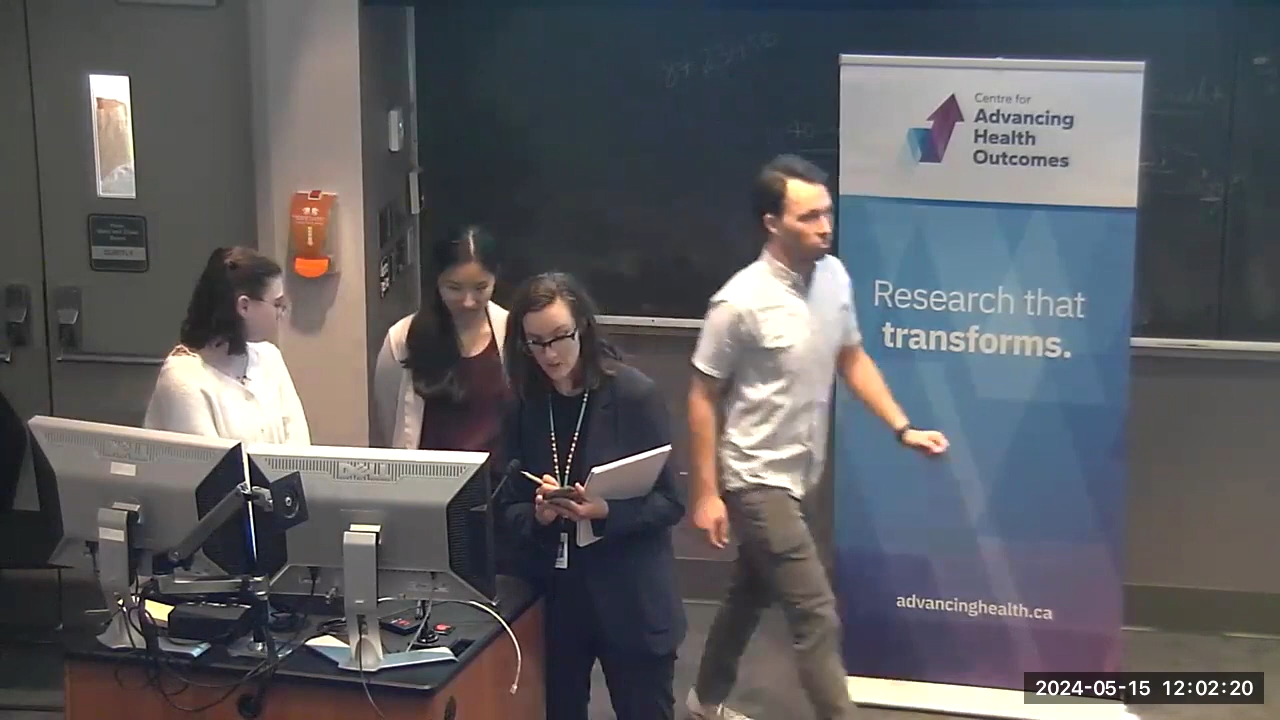 Centre for
Advancing
Health
Outcomes
Research that
transforms.
advancinghealth.ca
2024-05-15 12:02:20